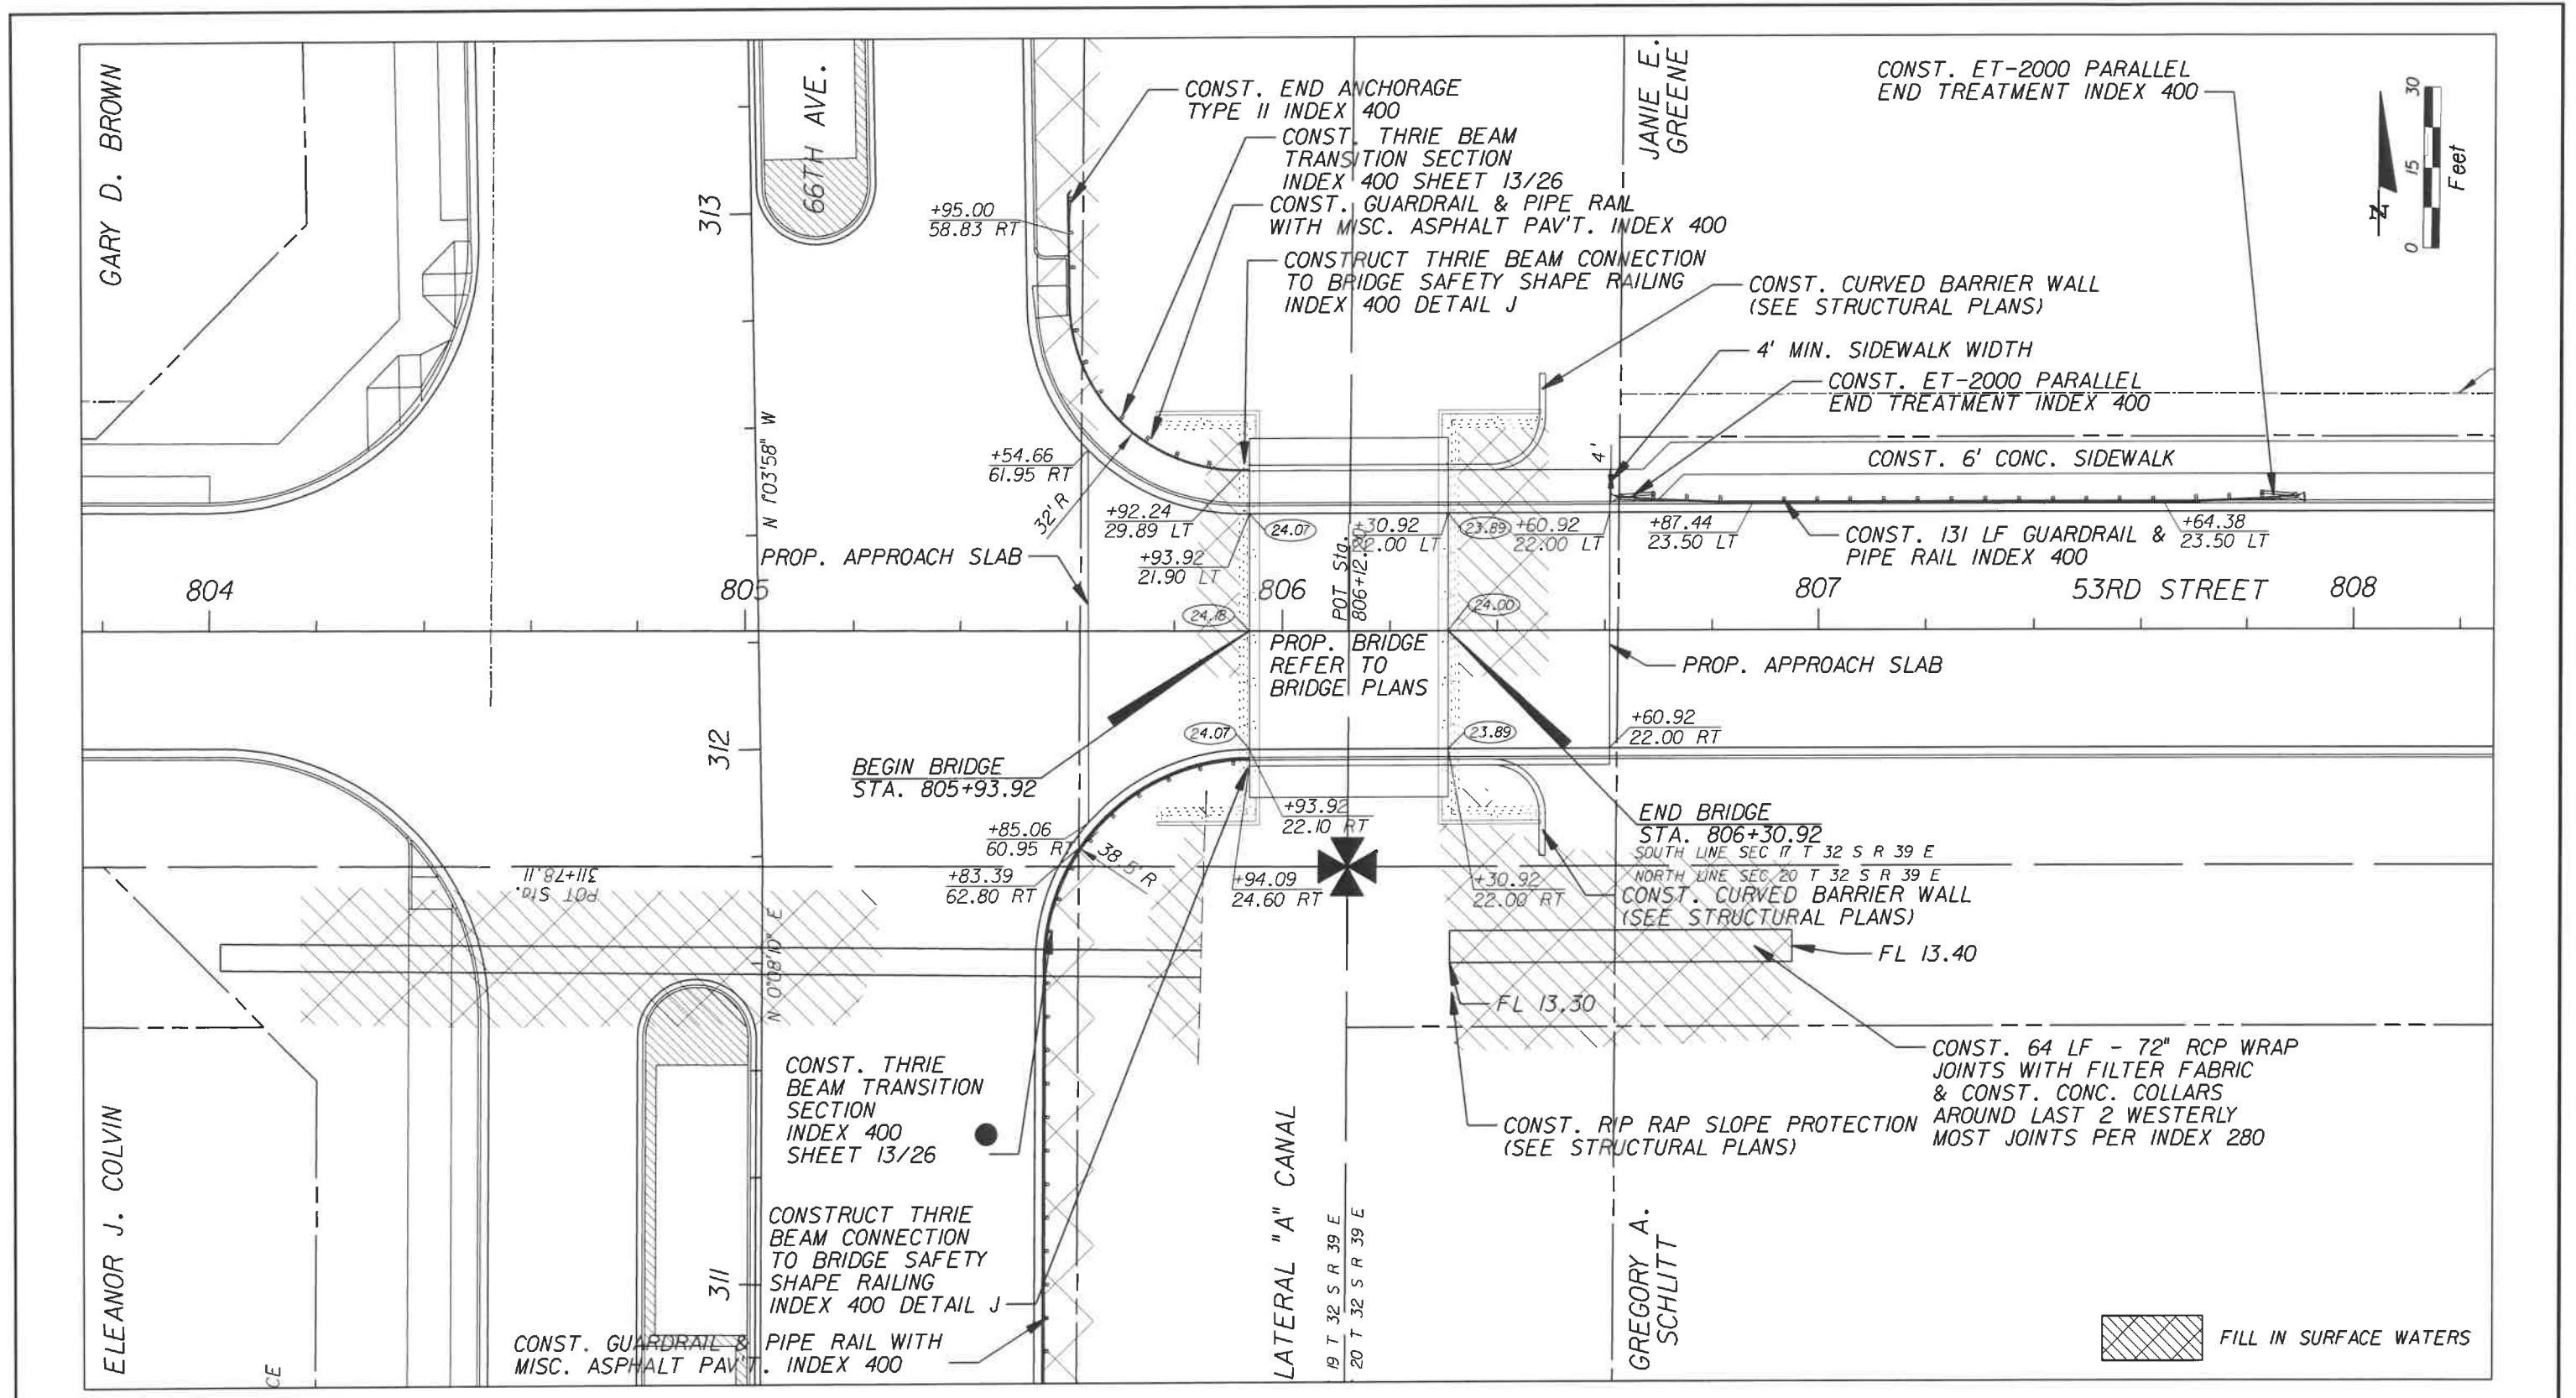 GARY D. BROWN
66TH AVE.
313
CONST. END ANCHORAGE
TYPE II INDEX 400
CONST. THRIE BEAM
TRANSITION SECTION
INDEX 400 SHEET 13/26
CONST. GUARDRAIL & PIPE RAIL
WITH MISC. ASPHALT PAV'T. INDEX 400
CONSTRUCT THRIE BEAM CONNECTION
TO BRIDGE SAFETY SHAPE RAILING
INDEX 400 DETAIL J
JANIE E.
GREENE
CONST. ET-2000 PARALLEL
END TREATMENT INDEX 400
N
0 15 30
Feet
CONST. CURVED BARRIER WALL
(SEE STRUCTURAL PLANS)
4' MIN. SIDEWALK WIDTH
CONST. ET-2000 PARALLEL
END TREATMENT INDEX 400
4'
CONST. 6' CONC. SIDEWALK
+95.00
58.83 RT
N 1°03'58" W
+54.66
61.95 RT
32' R
+92.24
29.89 LT
+93.92
21.90 LT
24.07
+30.92
22.00 LT
23.89
+60.92
22.00 LT
+87.44
23.50 LT
CONST. 131 LF GUARDRAIL &
PIPE RAIL INDEX 400
+64.38
23.50 LT
PROP. APPROACH SLAB
804
805
806
807
53RD STREET
808
POT Sta.
24.18
24.00
PROP. BRIDGE
REFER TO
BRIDGE PLANS
PROP. APPROACH SLAB
312
24.07
23.89
+60.92
22.00 RT
BEGIN BRIDGE
STA. 805+93.92
+93.92
22.10 RT
END BRIDGE
STA. 806+30.92
SOUTH LINE SEC 17 T 32 S R 39 E
NORTH LINE SEC 20 T 32 S R 39 E
+85.06
60.95 RT
38.5' R
+83.39
62.80 RT
+94.09
24.60 RT
+30.92
22.00 RT
CONST. CURVED BARRIER WALL
(SEE STRUCTURAL PLANS)
POT Sta.
311+78.11
N 0°08'10" E
FL 13.40
FL 13.30
CONST. 64 LF - 72" RCP WRAP
JOINTS WITH FILTER FABRIC
& CONST. CONC. COLLARS
AROUND LAST 2 WESTERLY
MOST JOINTS PER INDEX 280
CONST. RIP RAP SLOPE PROTECTION
(SEE STRUCTURAL PLANS)
ELEANOR J. COLVIN
CONST. THRIE
BEAM TRANSITION
SECTION
INDEX 400
SHEET 13/26
311
CONSTRUCT THRIE
BEAM CONNECTION
TO BRIDGE SAFETY
SHAPE RAILING
INDEX 400 DETAIL J
CONST. GUARDRAIL & PIPE RAIL WITH
MISC. ASPHALT PAV'T. INDEX 400
CE
LATERAL "A" CANAL
19 T 32 S R 39 E
20 T 32 S R 39 E
GREGORY A.
SCHLITT
FILL IN SURFACE WATERS